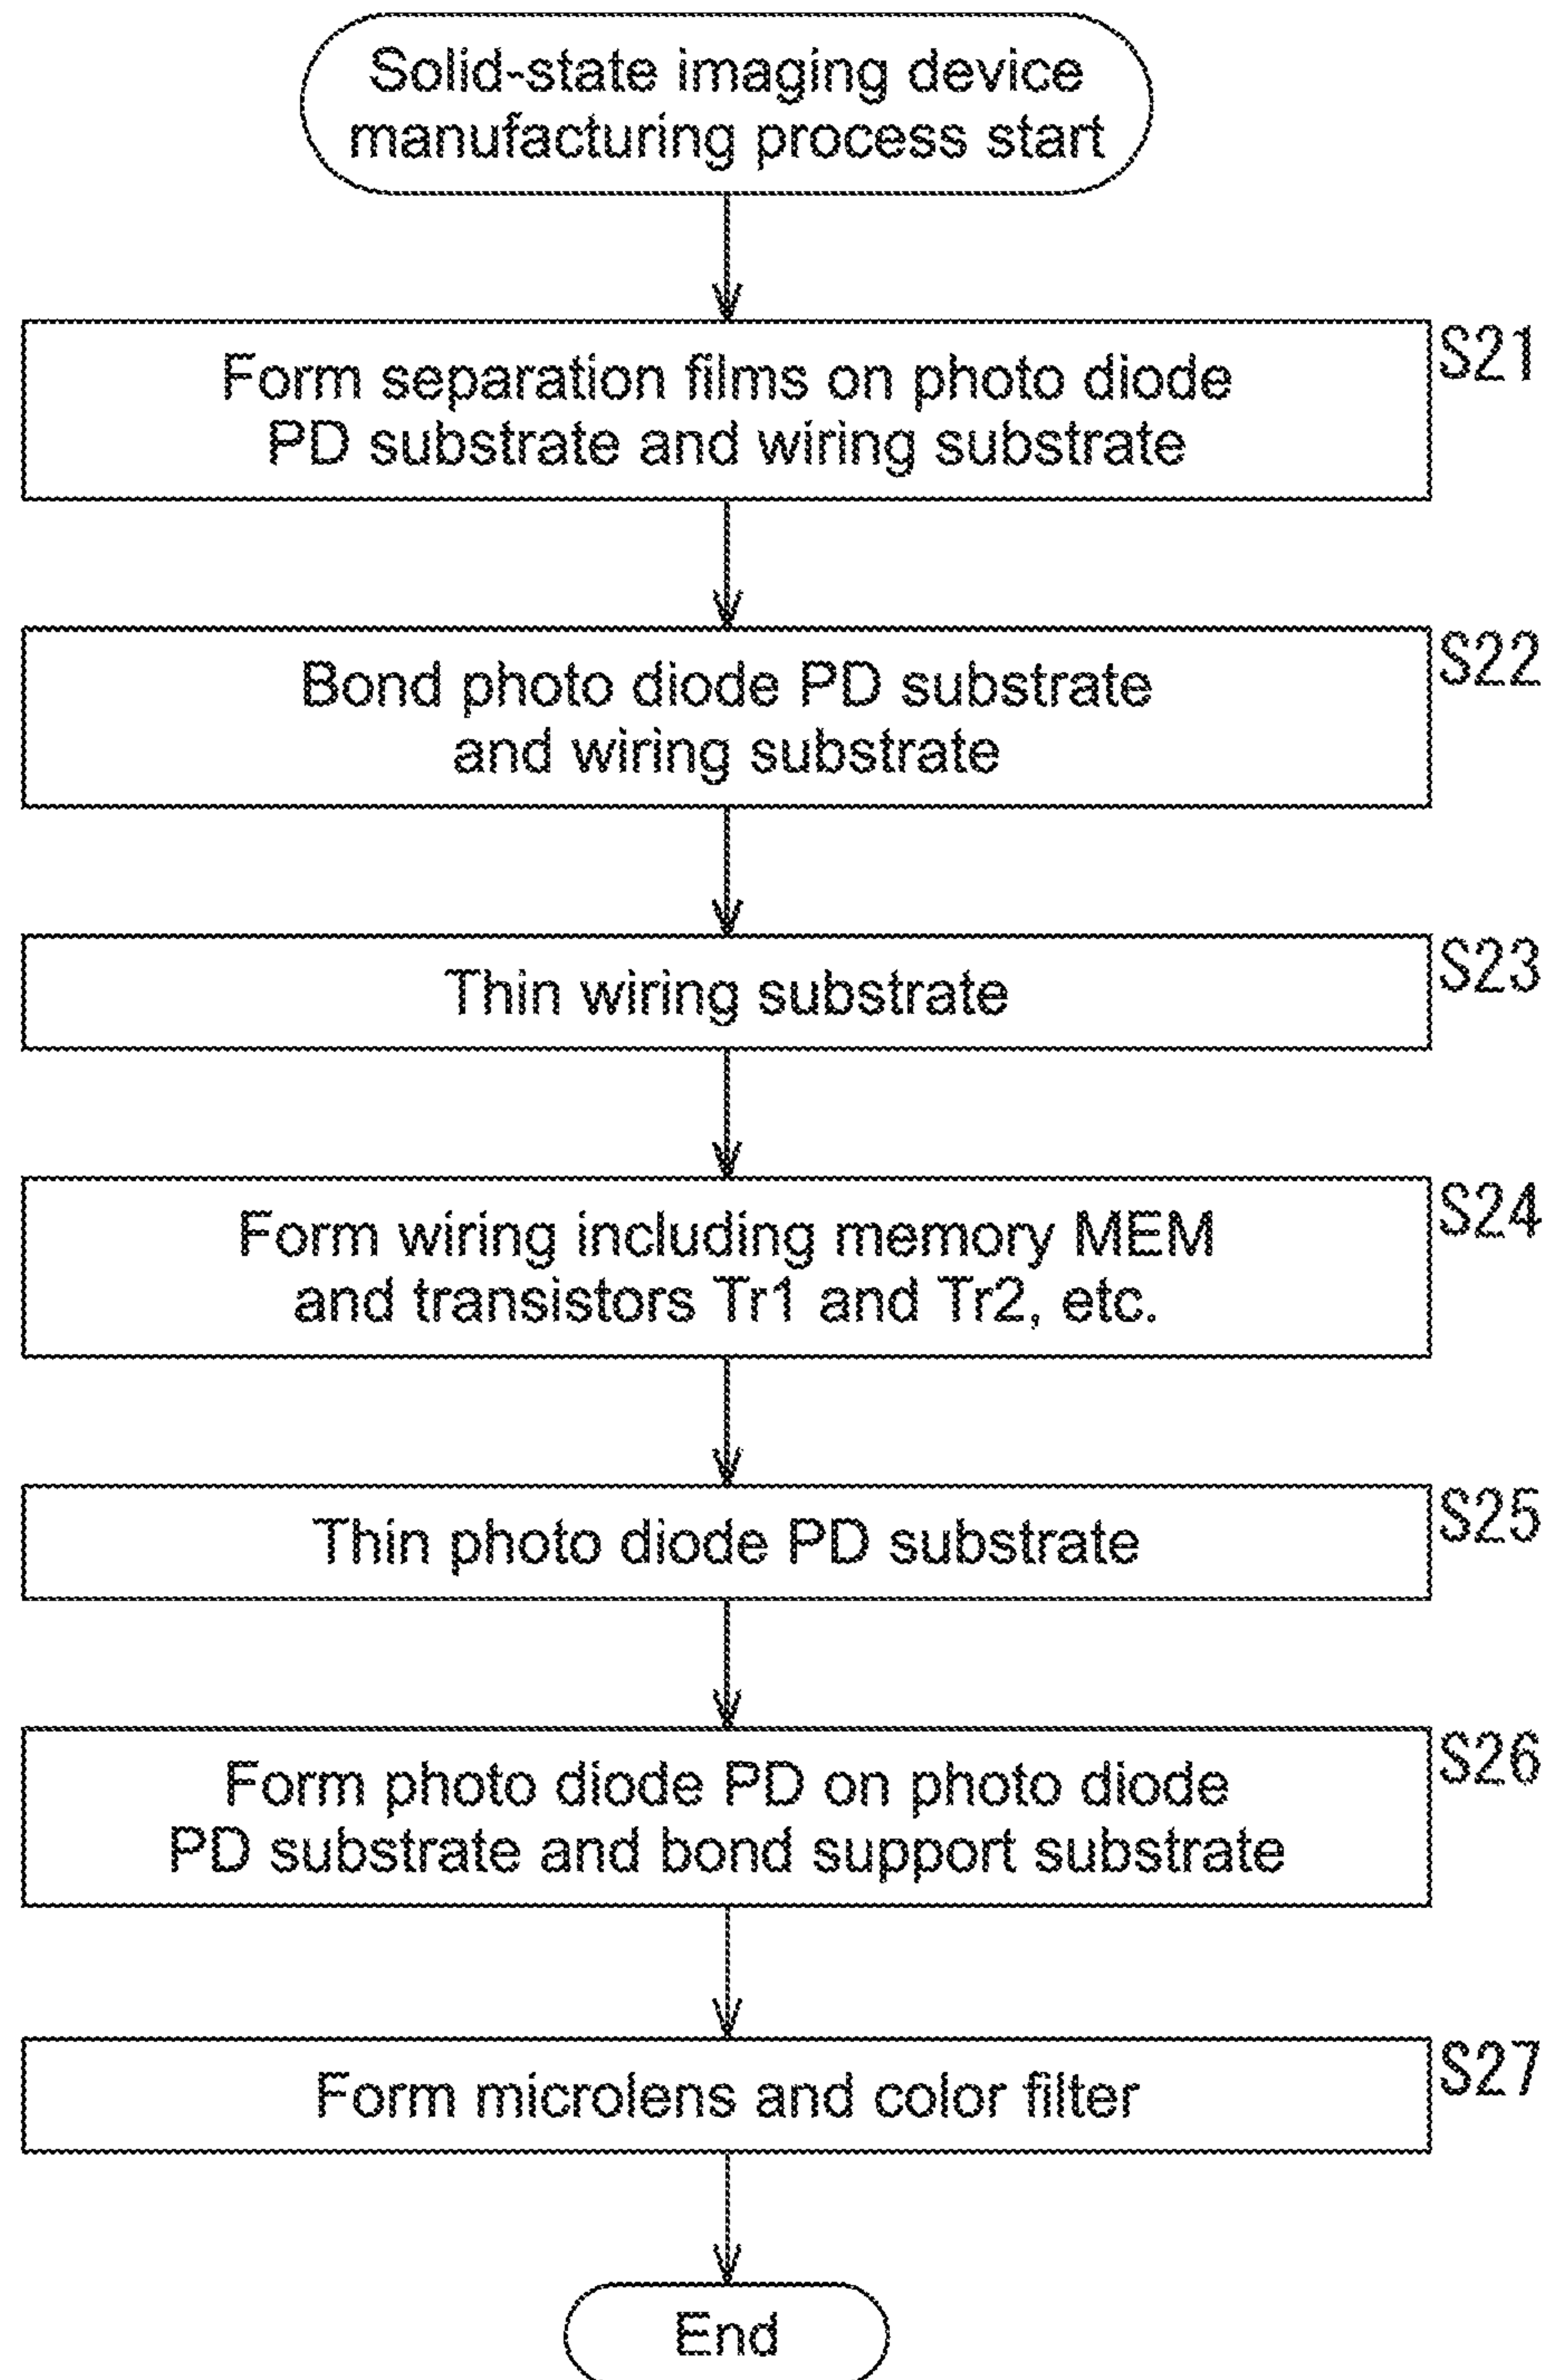 Solid-state imaging device
manufacturing process start
S21
Form separation films on photo diode
PD substrate and wiring substrate
S22
Bond photo diode PD substrate
and wiring substrate
S23
Thin wiring substrate
S24
Form wiring including memory MEM
and transistors Tr1 and Tr2, etc.
S25
Thin photo diode PD substrate
S26
Form photo diode PD on photo diode
PD substrate and bond support substrate
S27
Form microlens and color filter
End